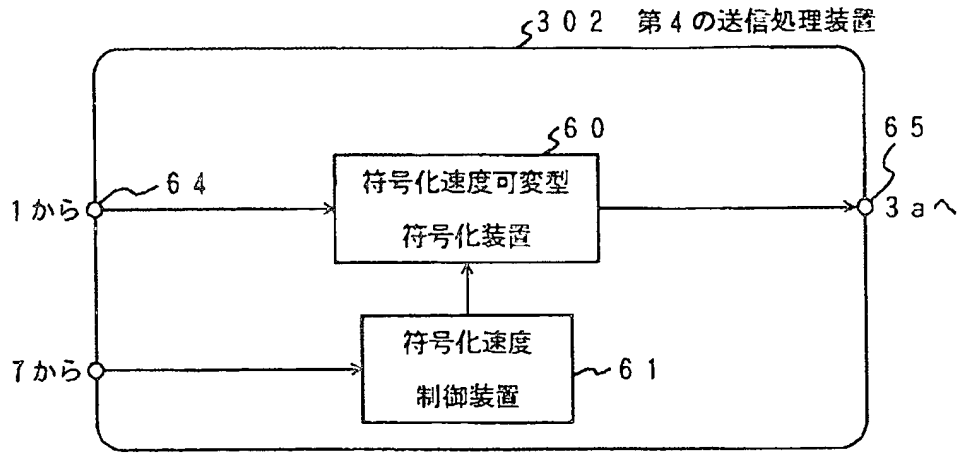 302 第4の送信処理装置
60
65
符号化速度可変型
符号化装置
64
1から
3aへ
符号化速度
制御装置
61
7から